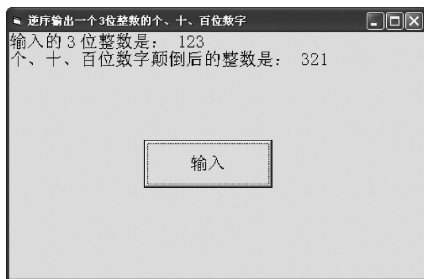 逆序输出一个3位整数的个、十、百位数字
输入的3位整数是： 123
个、十、百位数字颠倒后的整数是： 321
输入